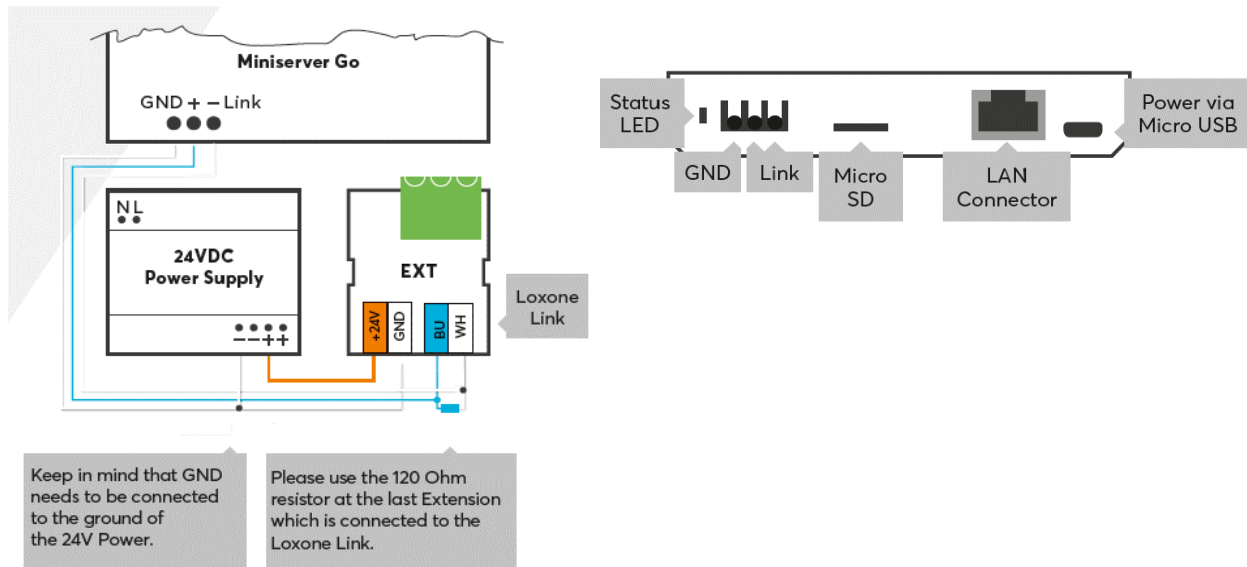 Miniserver Go
GND + − Link
N L
24VDC
Power Supply
− − + +
EXT
+24V
GND
BU
WH
Loxone
Link
Keep in mind that GND
needs to be connected
to the ground of
the 24V Power.
Please use the 120 Ohm
resistor at the last Extension
which is connected to the
Loxone Link.
Status
LED
GND
Link
Micro
SD
LAN
Connector
Power via
Micro USB